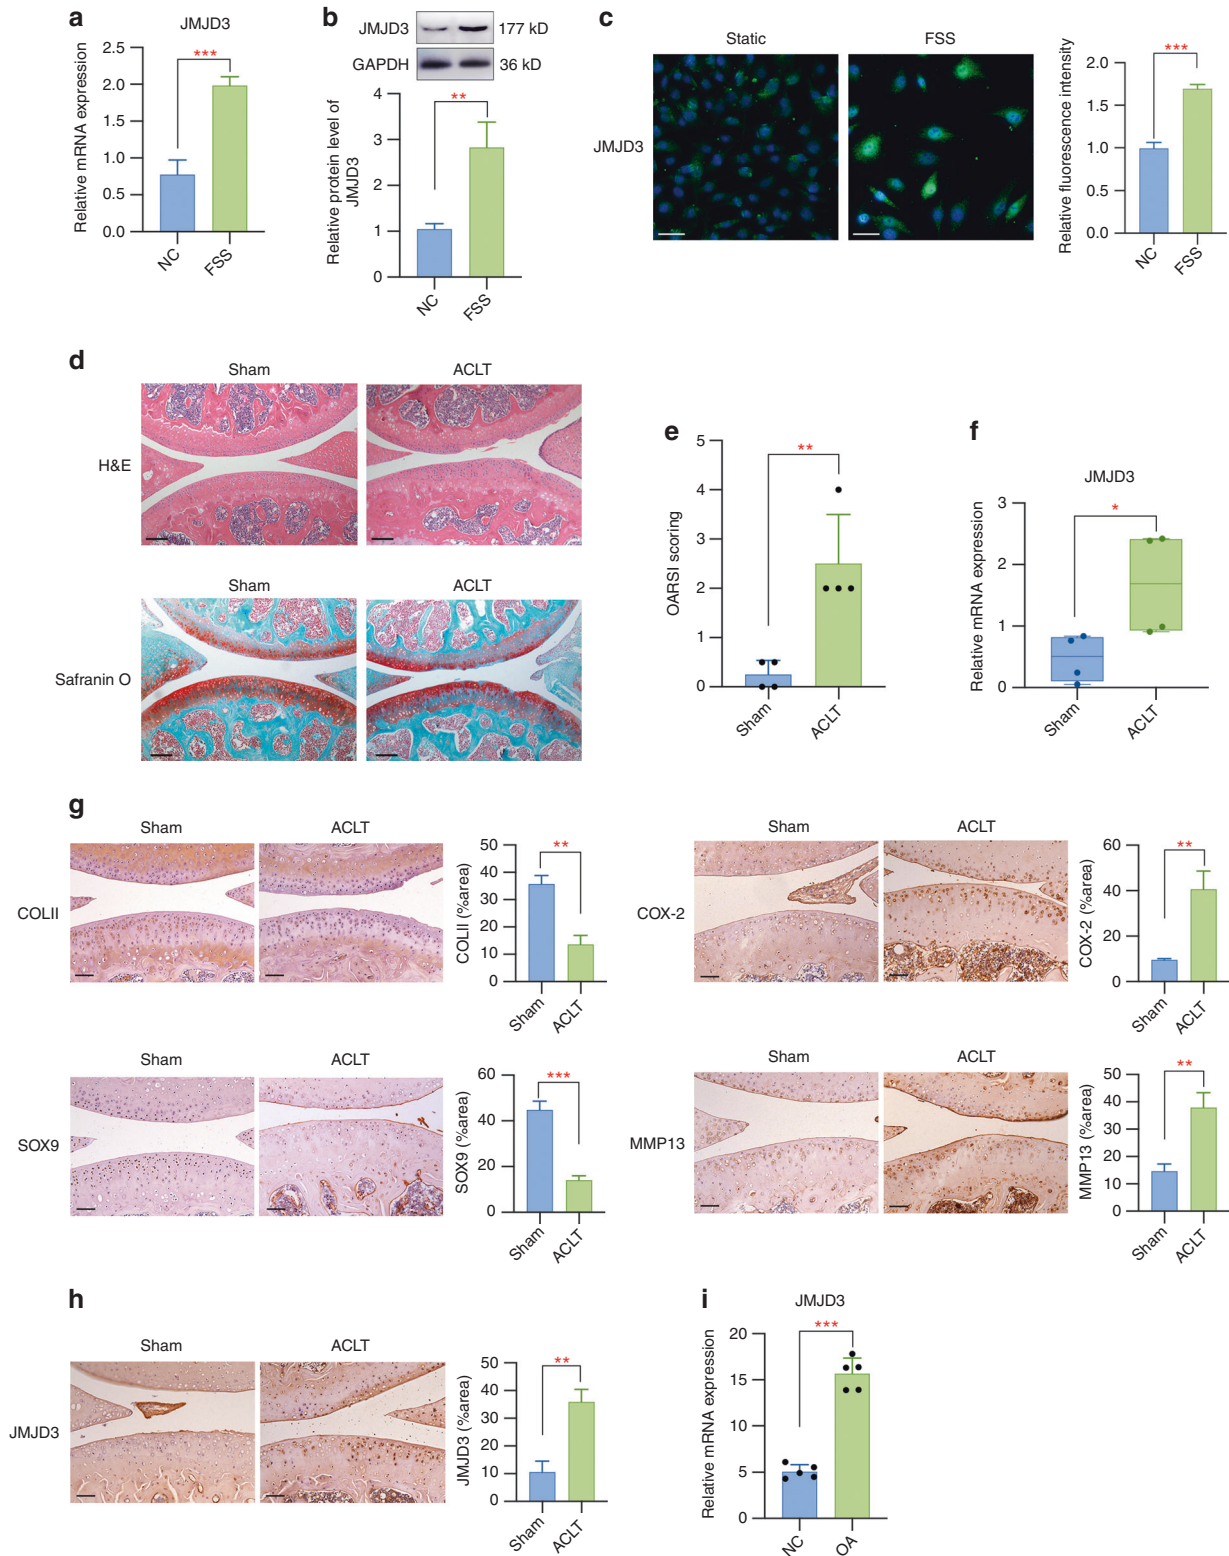 a
JMJD3
Relative mRNA expression
2.5
2.0
1.5
1.0
0.5
0.0
***
NC
FSS
b
JMJD3
177 kD
GAPDH
36 kD
Relative protein level of
JMJD3
4
3
2
1
0
**
NC
FSS
c
Static
FSS
JMJD3
Relative fluorescence intensity
2.0
1.5
1.0
0.5
0.0
***
NC
FSS
d
Sham
ACLT
H&E
Sham
ACLT
Safranin O
e
OARSI scoring
5
4
3
2
1
0
**
Sham
ACLT
f
JMJD3
Relative mRNA expression
3
2
1
0
*
Sham
ACLT
g
Sham
ACLT
COLII
COLII (%area)
50
40
30
20
10
0
**
Sham
ACLT
Sham
ACLT
COX-2
COX-2 (%area)
60
40
20
0
**
Sham
ACLT
Sham
ACLT
SOX9
SOX9 (%area)
60
40
20
0
***
Sham
ACLT
Sham
ACLT
MMP13
MMP13 (%area)
50
40
30
20
10
0
**
Sham
ACLT
h
Sham
ACLT
JMJD3
JMJD3 (%area)
50
40
30
20
10
0
**
Sham
ACLT
i
JMJD3
Relative mRNA expression
20
15
10
5
0
***
NC
OA